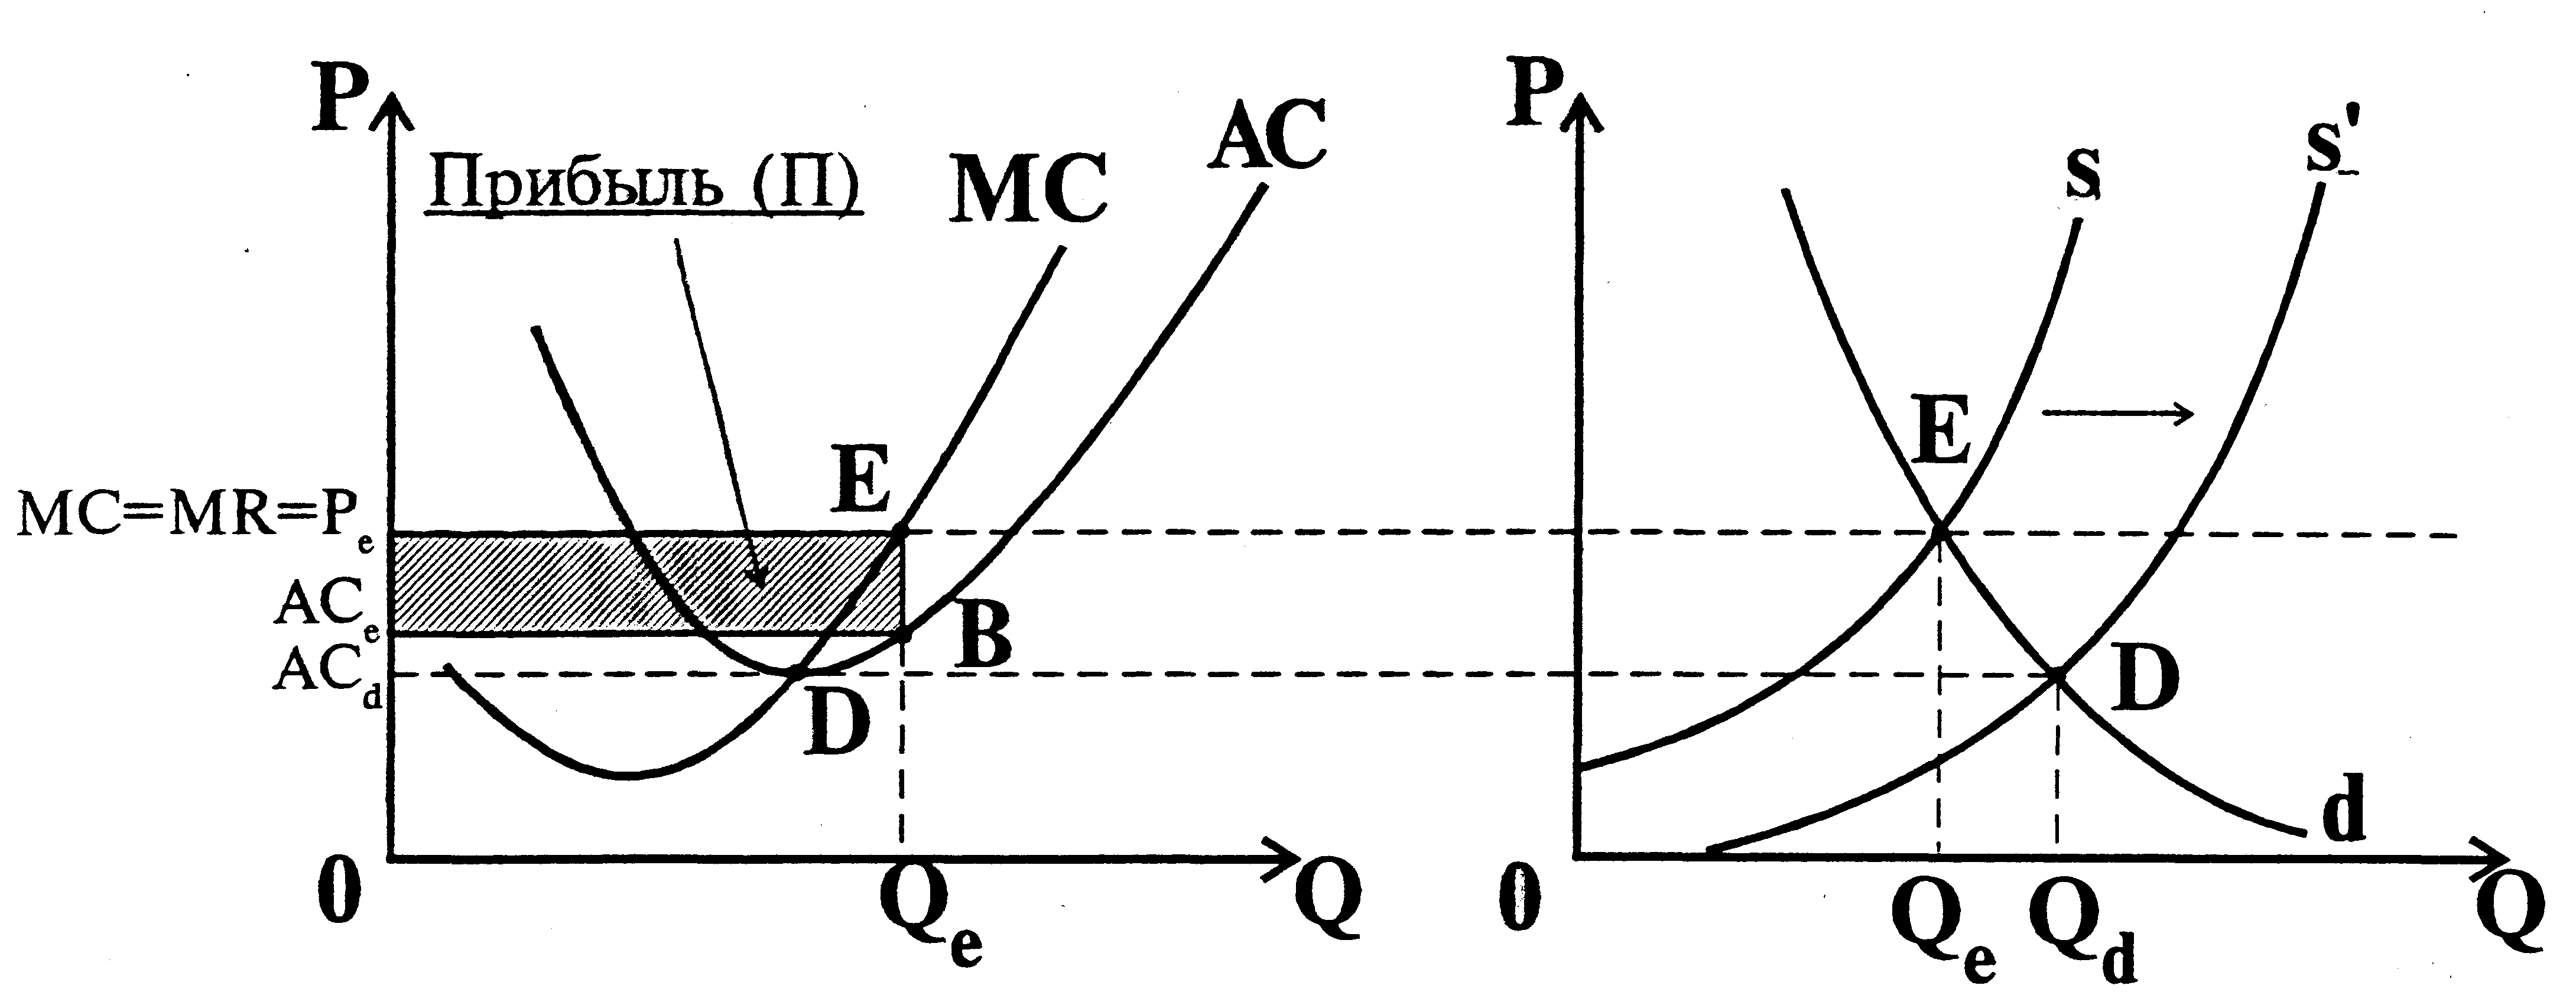 P
Прибыль (П)
MC
AC
E
MC=MR=Pe
ACe
B
ACd
D
0
Qe
Q
P
s
s'
E
D
d
0
Qe
Qd
Q